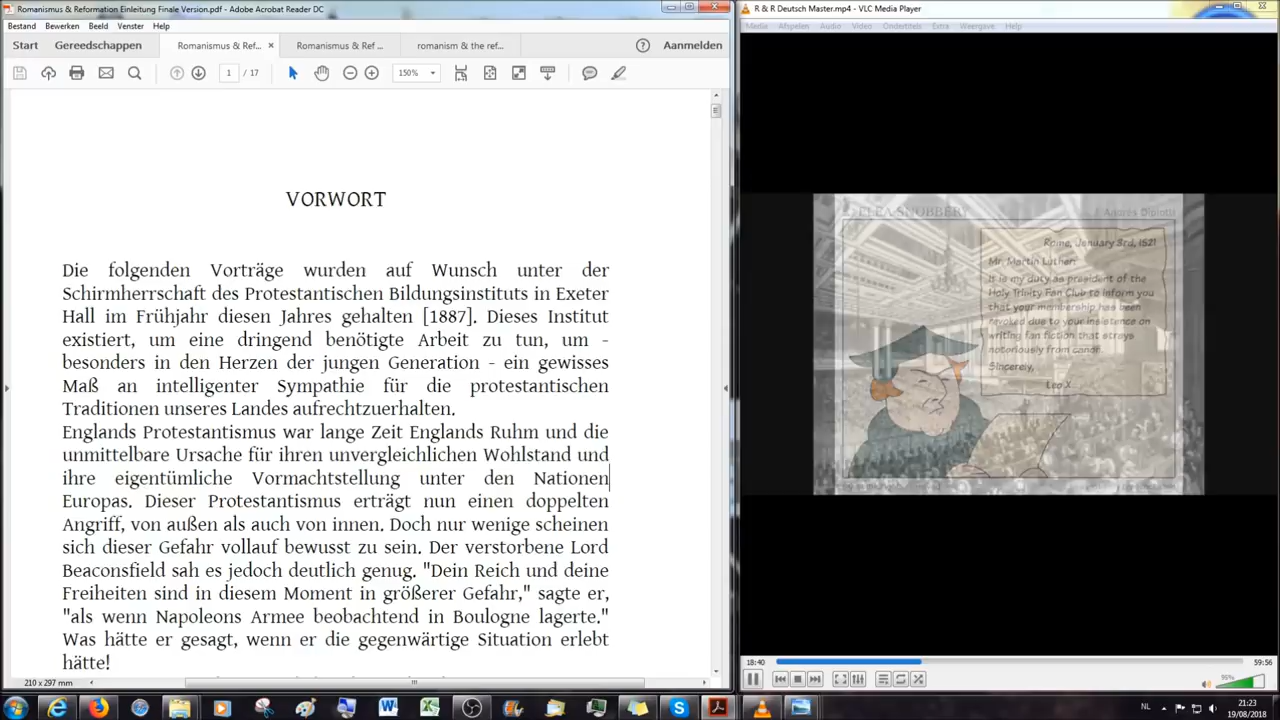 Romanismus & Reformation Einleitung Finale Version.pdf - Adobe Acrobat Reader DC
Bestand Bewerken Beeld Venster Help
Start Gereedschappen Romanismus & Ref... × Romanismus & Ref ... romanism & the ref... Aanmelden
1 / 17 150%
VORWORT
Die folgenden Vorträge wurden auf Wunsch unter der
Schirmherrschaft des Protestantischen Bildungsinstituts in Exeter
Hall im Frühjahr diesen Jahres gehalten [1887]. Dieses Institut
existiert, um eine dringend benötigte Arbeit zu tun, um -
besonders in den Herzen der jungen Generation - ein gewisses
Maß an intelligenter Sympathie für die protestantischen
Traditionen unseres Landes aufrechtzuerhalten.
Englands Protestantismus war lange Zeit Englands Ruhm und die
unmittelbare Ursache für ihren unvergleichlichen Wohlstand und
ihre eigentümliche Vormachtstellung unter den Nationen
Europas. Dieser Protestantismus erträgt nun einen doppelten
Angriff, von außen als auch von innen. Doch nur wenige scheinen
sich dieser Gefahr vollauf bewusst zu sein. Der verstorbene Lord
Beaconsfield sah es jedoch deutlich genug. "Dein Reich und deine
Freiheiten sind in diesem Moment in größerer Gefahr," sagte er,
"als wenn Napoleons Armee beobachtend in Boulogne lagerte."
Was hätte er gesagt, wenn er die gegenwärtige Situation erlebt
hätte!
210 x 297 mm
R & R Deutsch Master.mp4 - VLC Media Player
Media Afspelen Audio Video Ondertitels Extra Weergave Help
Rome, January 3rd, 1521
Mr. Martin Luther:
It is my duty as president of the
Holy Trinity Fan Club to inform you
that your membership has been
revoked due to your insistence on
writing fan fiction that strays
notoriously from canon.
Sincerely,
Leo X
18:40 59:56
NL 21:23
19/08/2018